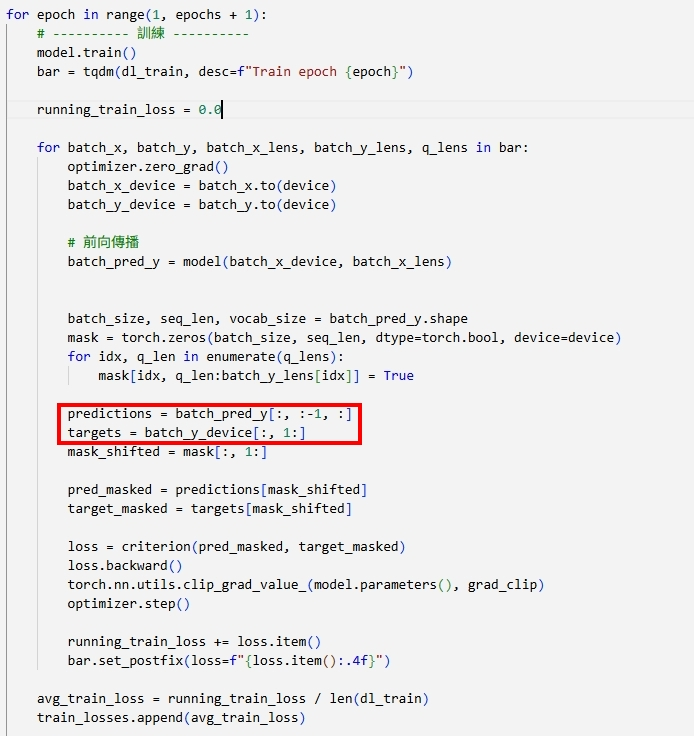 for epoch in range(1, epochs + 1):
# ---------- 訓練 ----------
model.train()
bar = tqdm(dl_train, desc=f"Train epoch {epoch}")
running_train_loss = 0.0
for batch_x, batch_y, batch_x_lens, batch_y_lens, q_lens in bar:
optimizer.zero_grad()
batch_x_device = batch_x.to(device)
batch_y_device = batch_y.to(device)
# 前向傳播
batch_pred_y = model(batch_x_device, batch_x_lens)
batch_size, seq_len, vocab_size = batch_pred_y.shape
mask = torch.zeros(batch_size, seq_len, dtype=torch.bool, device=device)
for idx, q_len in enumerate(q_lens):
mask[idx, q_len:batch_y_lens[idx]] = True
predictions = batch_pred_y[:, :-1, :]
targets = batch_y_device[:, 1:]
mask_shifted = mask[:, 1:]
pred_masked = predictions[mask_shifted]
target_masked = targets[mask_shifted]
loss = criterion(pred_masked, target_masked)
loss.backward()
torch.nn.utils.clip_grad_value_(model.parameters(), grad_clip)
optimizer.step()
running_train_loss += loss.item()
bar.set_postfix(loss=f"{loss.item():.4f}")
avg_train_loss = running_train_loss / len(dl_train)
train_losses.append(avg_train_loss)